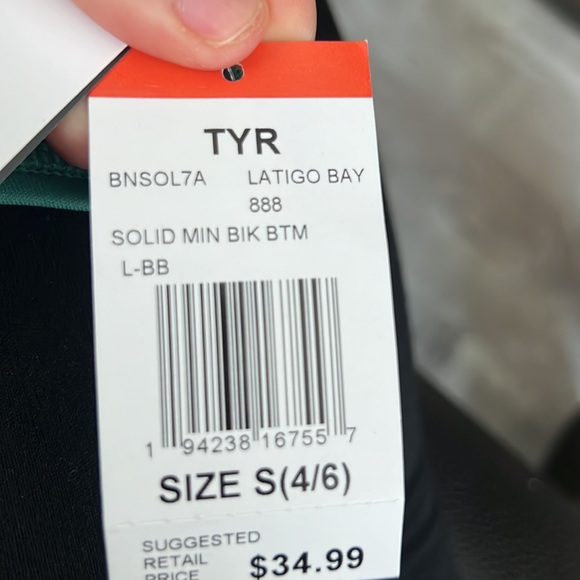 TYR
BNSOL7A LATIGO BAY
888
SOLID MIN BIK BTM
L-BB
1 94238 16755 7
SIZE S(4/6)
SUGGESTED
RETAIL
PRICE $34.99